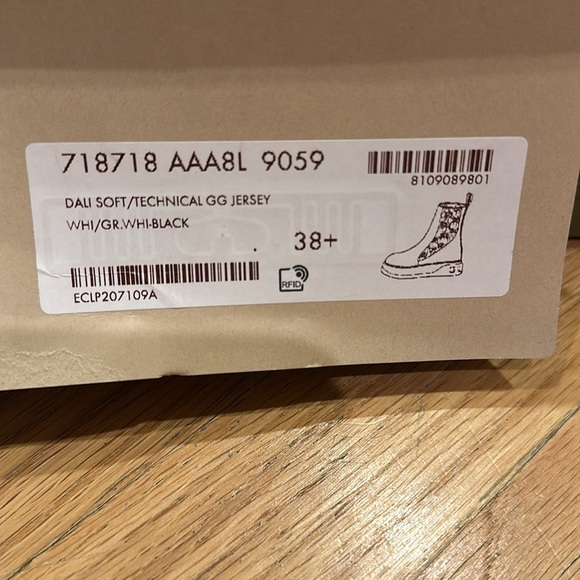 718718 AAA8L 9059
8109089801
DALI SOFT/TECHNICAL GG JERSEY
WHI/GR.WHI-BLACK
38+
ECLP207109A
RFID